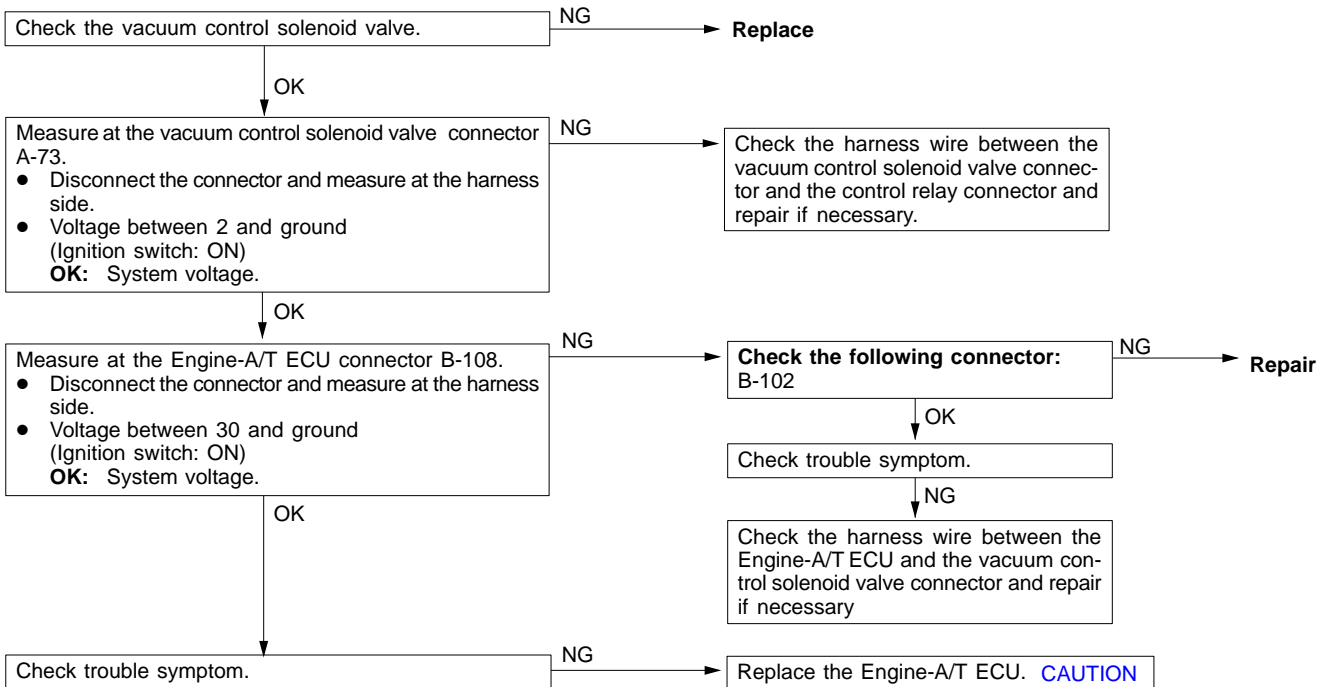 Check the vacuum control solenoid valve.
NG
Replace
OK
Measure at the vacuum control solenoid valve connector
A-73.
● Disconnect the connector and measure at the harness
side.
● Voltage between 2 and ground
(Ignition switch: ON)
OK: System voltage.
NG
Check the harness wire between the
vacuum control solenoid valve connec-
tor and the control relay connector and
repair if necessary.
OK
Measure at the Engine-A/T ECU connector B-108.
● Disconnect the connector and measure at the harness
side.
● Voltage between 30 and ground
(Ignition switch: ON)
OK: System voltage.
NG
Check the following connector:
B-102
NG
Repair
OK
Check trouble symptom.
NG
Check the harness wire between the
Engine-A/T ECU and the vacuum con-
trol solenoid valve connector and repair
if necessary
OK
Check trouble symptom.
NG
Replace the Engine-A/T ECU. CAUTION